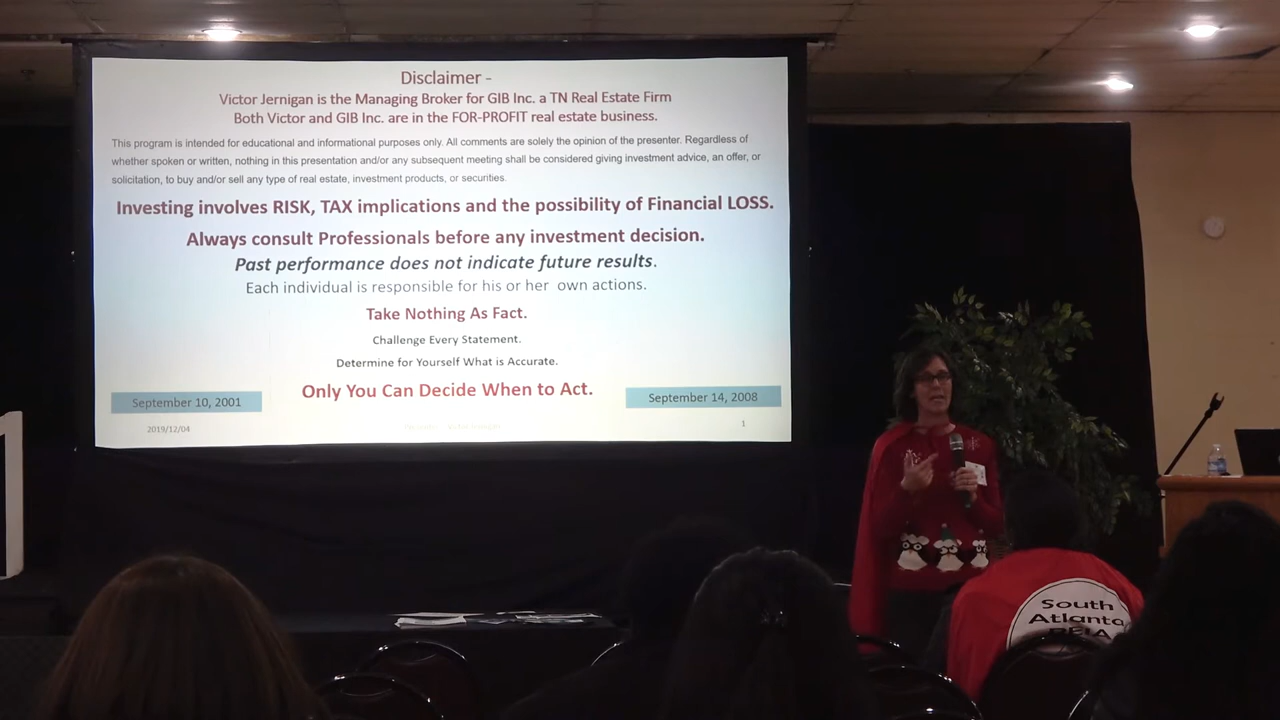 Disclaimer -
Victor Jernigan is the Managing Broker for GIB Inc. a TN Real Estate Firm
Both Victor and GIB Inc. are in the FOR-PROFIT real estate business.
This program is intended for educational and informational purposes only. All comments are solely the opinion of the presenter. Regardless of
whether spoken or written, nothing in this presentation and/or any subsequent meeting shall be considered giving investment advice, an offer, or
solicitation, to buy and/or sell any type of real estate, investment products, or securities.
Investing involves RISK, TAX implications and the possibility of Financial LOSS.
Always consult Professionals before any investment decision.
Past performance does not indicate future results.
Each individual is responsible for his or her own actions.
Take Nothing As Fact.
Challenge Every Statement.
Determine for Yourself What is Accurate.
Only You Can Decide When to Act.
September 10, 2001
September 14, 2008
2019/12/04
1
South
Atlanta
REIA